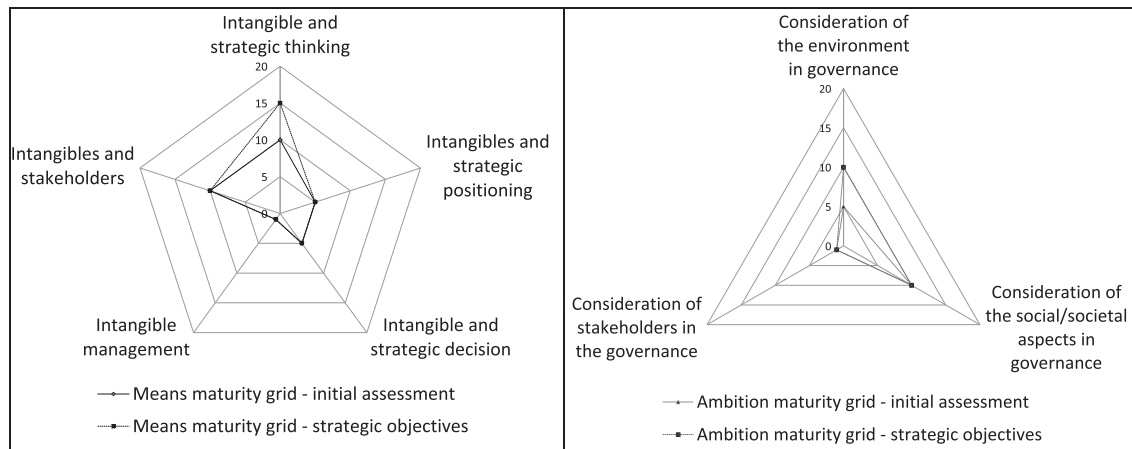 Intangible and
strategic thinking
20
15
10
5
0
Intangibles and
strategic
positioning
Intangible and
strategic decision
Intangible
management
Intangibles and
stakeholders
Means maturity grid - initial assessment
Means maturity grid - strategic objectives
Consideration of
the environment
in governance
20
15
10
5
0
Consideration of
the social/societal
aspects in
governance
Consideration of
stakeholders in
the governance
Ambition maturity grid - initial assessment
Ambition maturity grid - strategic objectives